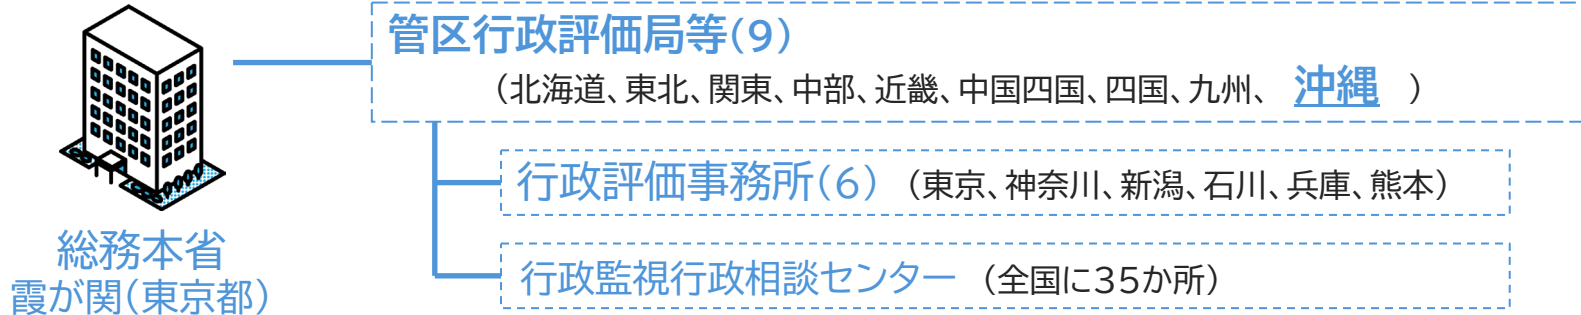 管区行政評価局等(9)
（北海道、東北、関東、中部、近畿、中国四国、四国、九州、 沖縄 ）
行政評価事務所(6) （東京、神奈川、新潟、石川、兵庫、熊本）
行政監視行政相談センター （全国に35か所）
総務本省
霞が関(東京都)